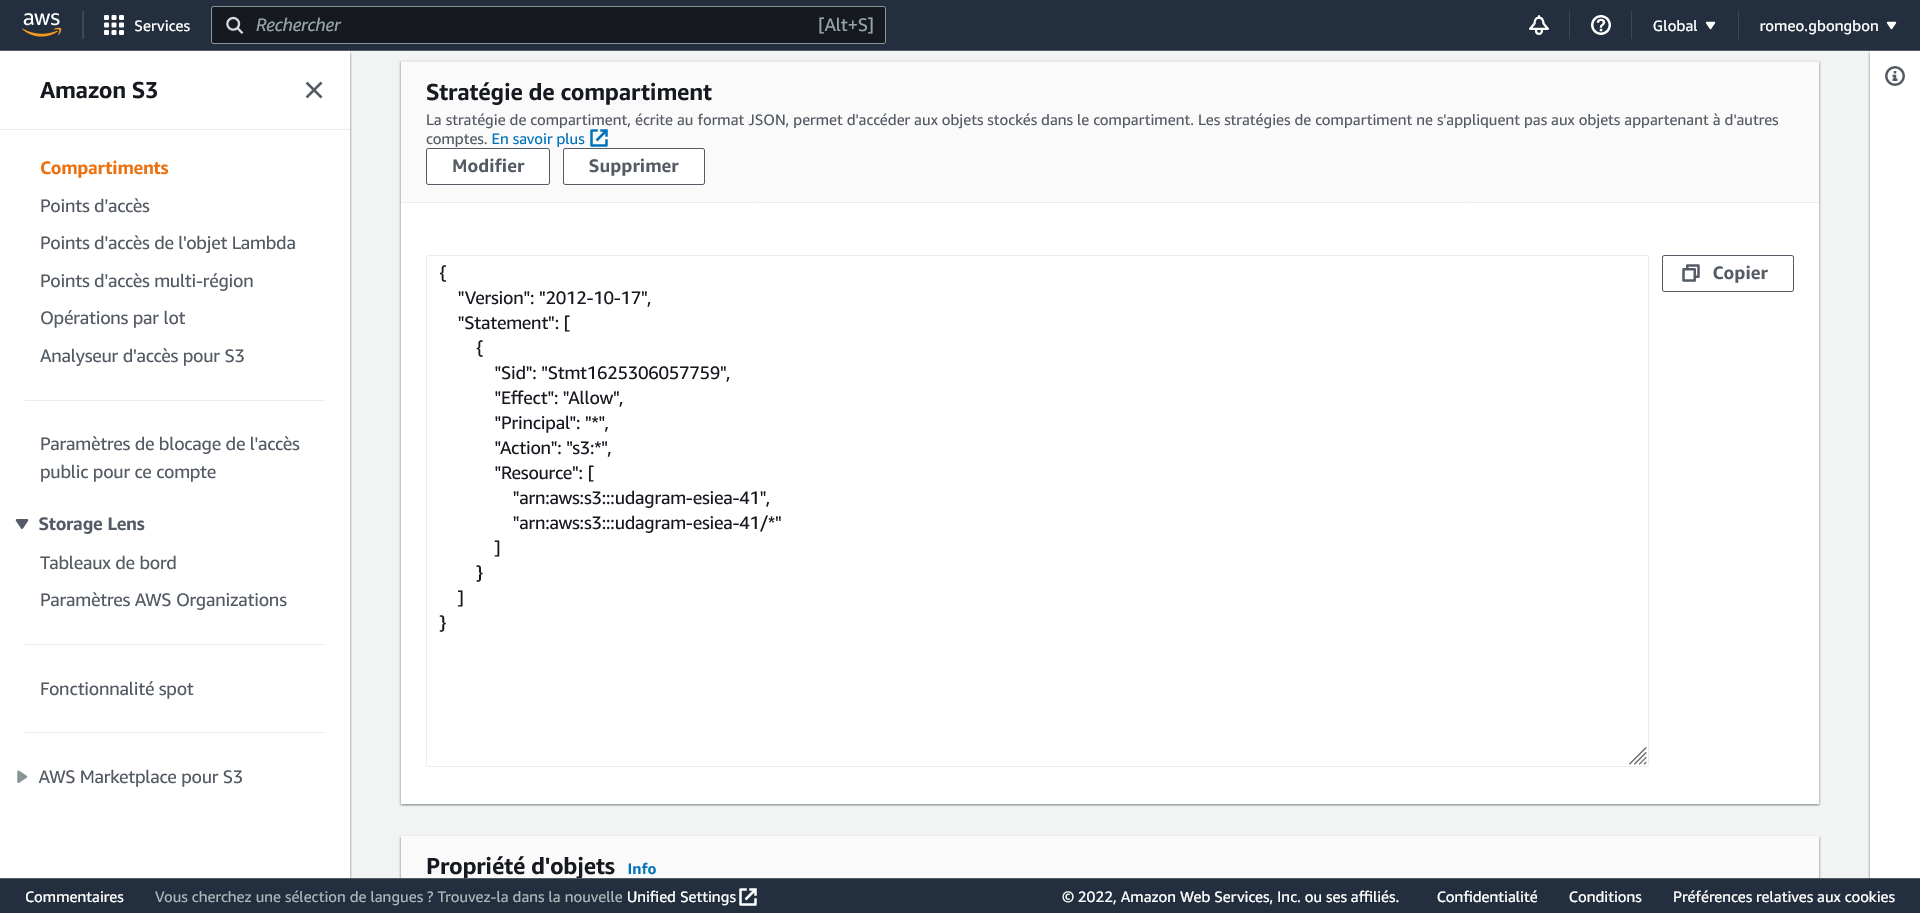 aws
Services
Rechercher
[Alt+S]
Global
romeo.gbongbon
Amazon S3
Compartiments
Points d'accès
Points d'accès de l'objet Lambda
Points d'accès multi-région
Opérations par lot
Analyseur d'accès pour S3
Paramètres de blocage de l'accès
public pour ce compte
Storage Lens
Tableaux de bord
Paramètres AWS Organizations
Fonctionnalité spot
AWS Marketplace pour S3
Stratégie de compartiment
La stratégie de compartiment, écrite au format JSON, permet d'accéder aux objets stockés dans le compartiment. Les stratégies de compartiment ne s'appliquent pas aux objets appartenant à d'autres
comptes. En savoir plus
Modifier
Supprimer
{
"Version": "2012-10-17",
"Statement": [
{
"Sid": "Stmt1625306057759",
"Effect": "Allow",
"Principal": "*",
"Action": "s3:*",
"Resource": [
"arn:aws:s3:::udagram-esiea-41",
"arn:aws:s3:::udagram-esiea-41/*"
]
}
]
}
Copier
Propriété d'objets Info
Commentaires
Vous cherchez une sélection de langues ? Trouvez-la dans la nouvelle Unified Settings
© 2022, Amazon Web Services, Inc. ou ses affiliés.
Confidentialité
Conditions
Préférences relatives aux cookies